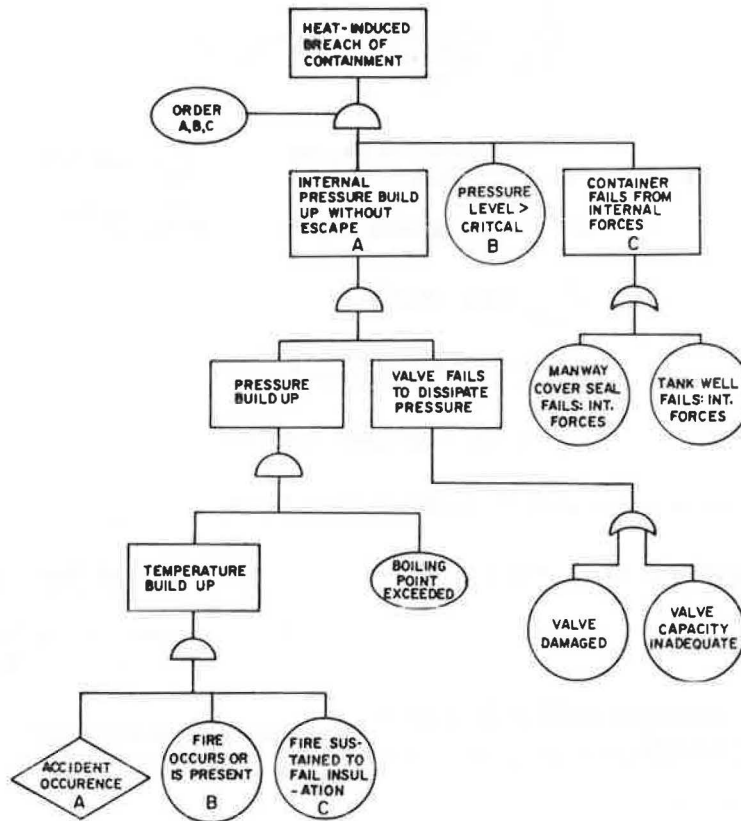 HEAT-INDUCED
BREACH OF
CONTAINMENT
ORDER
A,B,C
INTERNAL
PRESSURE BUILD
UP WITHOUT
ESCAPE
A
PRESSURE
LEVEL >
CRITCAL
B
CONTAINER
FAILS FROM
INTERNAL
FORCES
C
PRESSURE
BUILD UP
VALVE FAILS
TO DISSIPATE
PRESSURE
MANWAY
COVER SEAL
FAILS: INT.
FORCES
TANK WELL
FAILS: INT.
FORCES
TEMPERATURE
BUILD UP
BOILING
POINT
EXCEEDED
VALVE
DAMAGED
VALVE
CAPACITY
INADEQUATE
ACCIDENT
OCCURENCE
A
FIRE
OCCURS OR
IS PRESENT
B
FIRE SUS-
TAINED TO
FAIL INSUL
-ATION
C